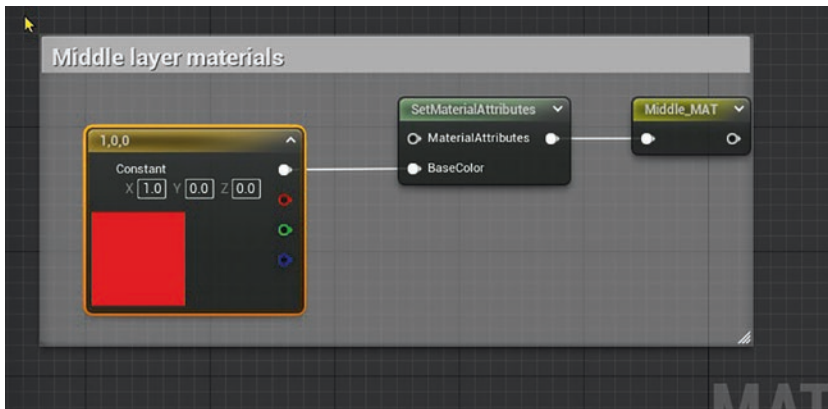 Middle layer materials
SetMaterialAttributes
Middle_MAT
1,0,0
MaterialAttributes
Constant
BaseColor
X 1.0 Y 0.0 Z 0.0
MAT